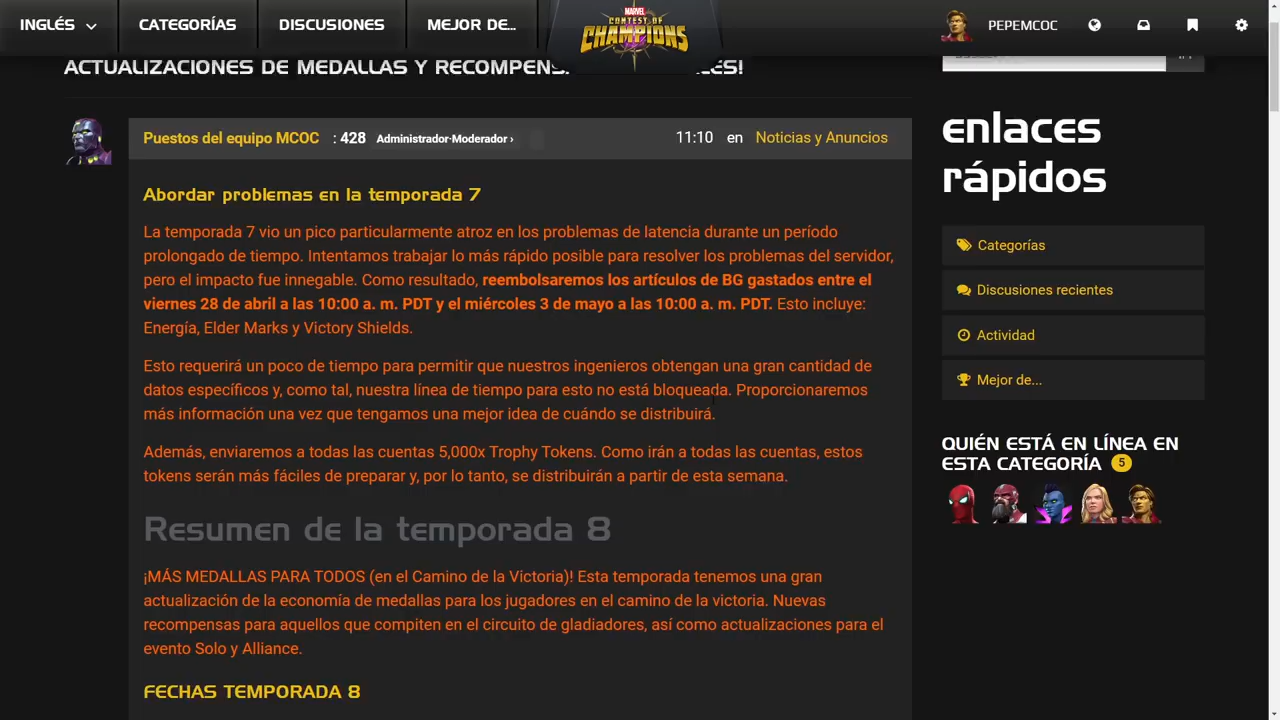 INGLÉS
CATEGORÍAS
DISCUSIONES
MEJOR DE...
MARVEL
CONTEST OF
CHAMPIONS
PEPEMCOC
ACTUALIZACIONES DE MEDALLAS Y
Puestos del equipo MCOC : 428 Administrador·Moderador ›
11:10 en Noticias y Anuncios
Abordar problemas en la temporada 7
La temporada 7 vio un pico particularmente atroz en los problemas de latencia durante un período
prolongado de tiempo. Intentamos trabajar lo más rápido posible para resolver los problemas del servidor,
pero el impacto fue innegable. Como resultado, reembolsaremos los artículos de BG gastados entre el
viernes 28 de abril a las 10:00 a. m. PDT y el miércoles 3 de mayo a las 10:00 a. m. PDT. Esto incluye:
Energía, Elder Marks y Victory Shields.
Esto requerirá un poco de tiempo para permitir que nuestros ingenieros obtengan una gran cantidad de
datos específicos y, como tal, nuestra línea de tiempo para esto no está bloqueada. Proporcionaremos
más información una vez que tengamos una mejor idea de cuándo se distribuirá.
Además, enviaremos a todas las cuentas 5,000x Trophy Tokens. Como irán a todas las cuentas, estos
tokens serán más fáciles de preparar y, por lo tanto, se distribuirán a partir de esta semana.
Resumen de la temporada 8
¡MÁS MEDALLAS PARA TODOS (en el Camino de la Victoria)! Esta temporada tenemos una gran
actualización de la economía de medallas para los jugadores en el camino de la victoria. Nuevas
recompensas para aquellos que compiten en el circuito de gladiadores, así como actualizaciones para el
evento Solo y Alliance.
FECHAS TEMPORADA 8
enlaces
rápidos
Categorías
Discusiones recientes
Actividad
Mejor de...
QUIÉN ESTÁ EN LÍNEA EN
ESTA CATEGORÍA 5